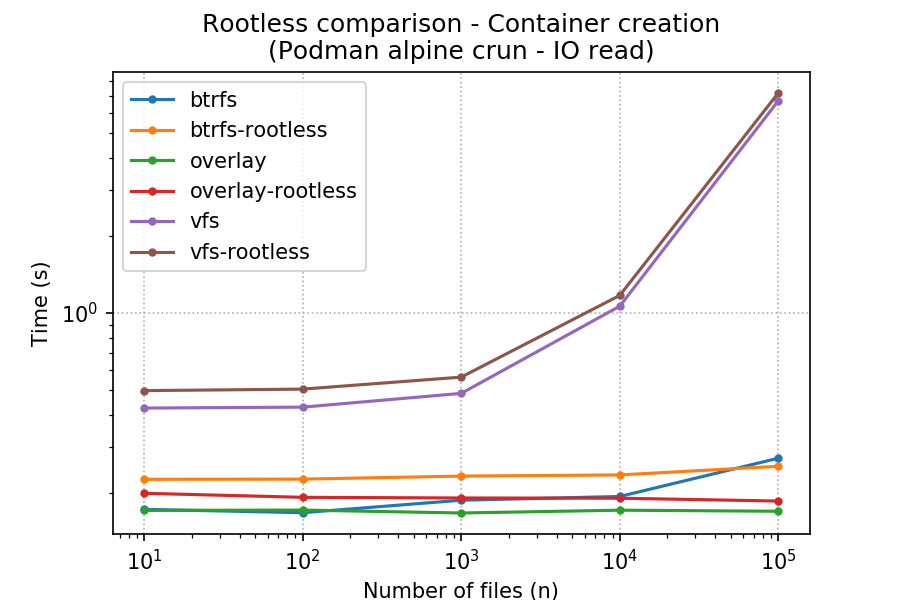 Rootless comparison - Container creation
(Podman alpine crun - IO read)
btrfs
btrfs-rootless
overlay
overlay-rootless
vfs
vfs-rootless
Time (s)
10⁰
10¹ 10² 10³ 10⁴ 10⁵
Number of files (n)